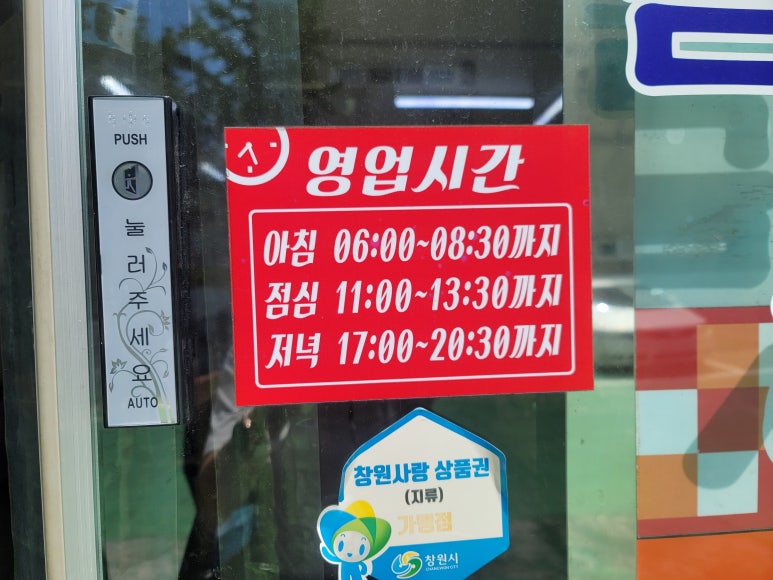 PUSH
눌러주세요
AUTO
영업시간
아침 06:00~08:30까지
점심 11:00~13:30까지
저녁 17:00~20:30까지
창원사랑 상품권
(지류)
가맹점
창원시
CHANGWON CITY